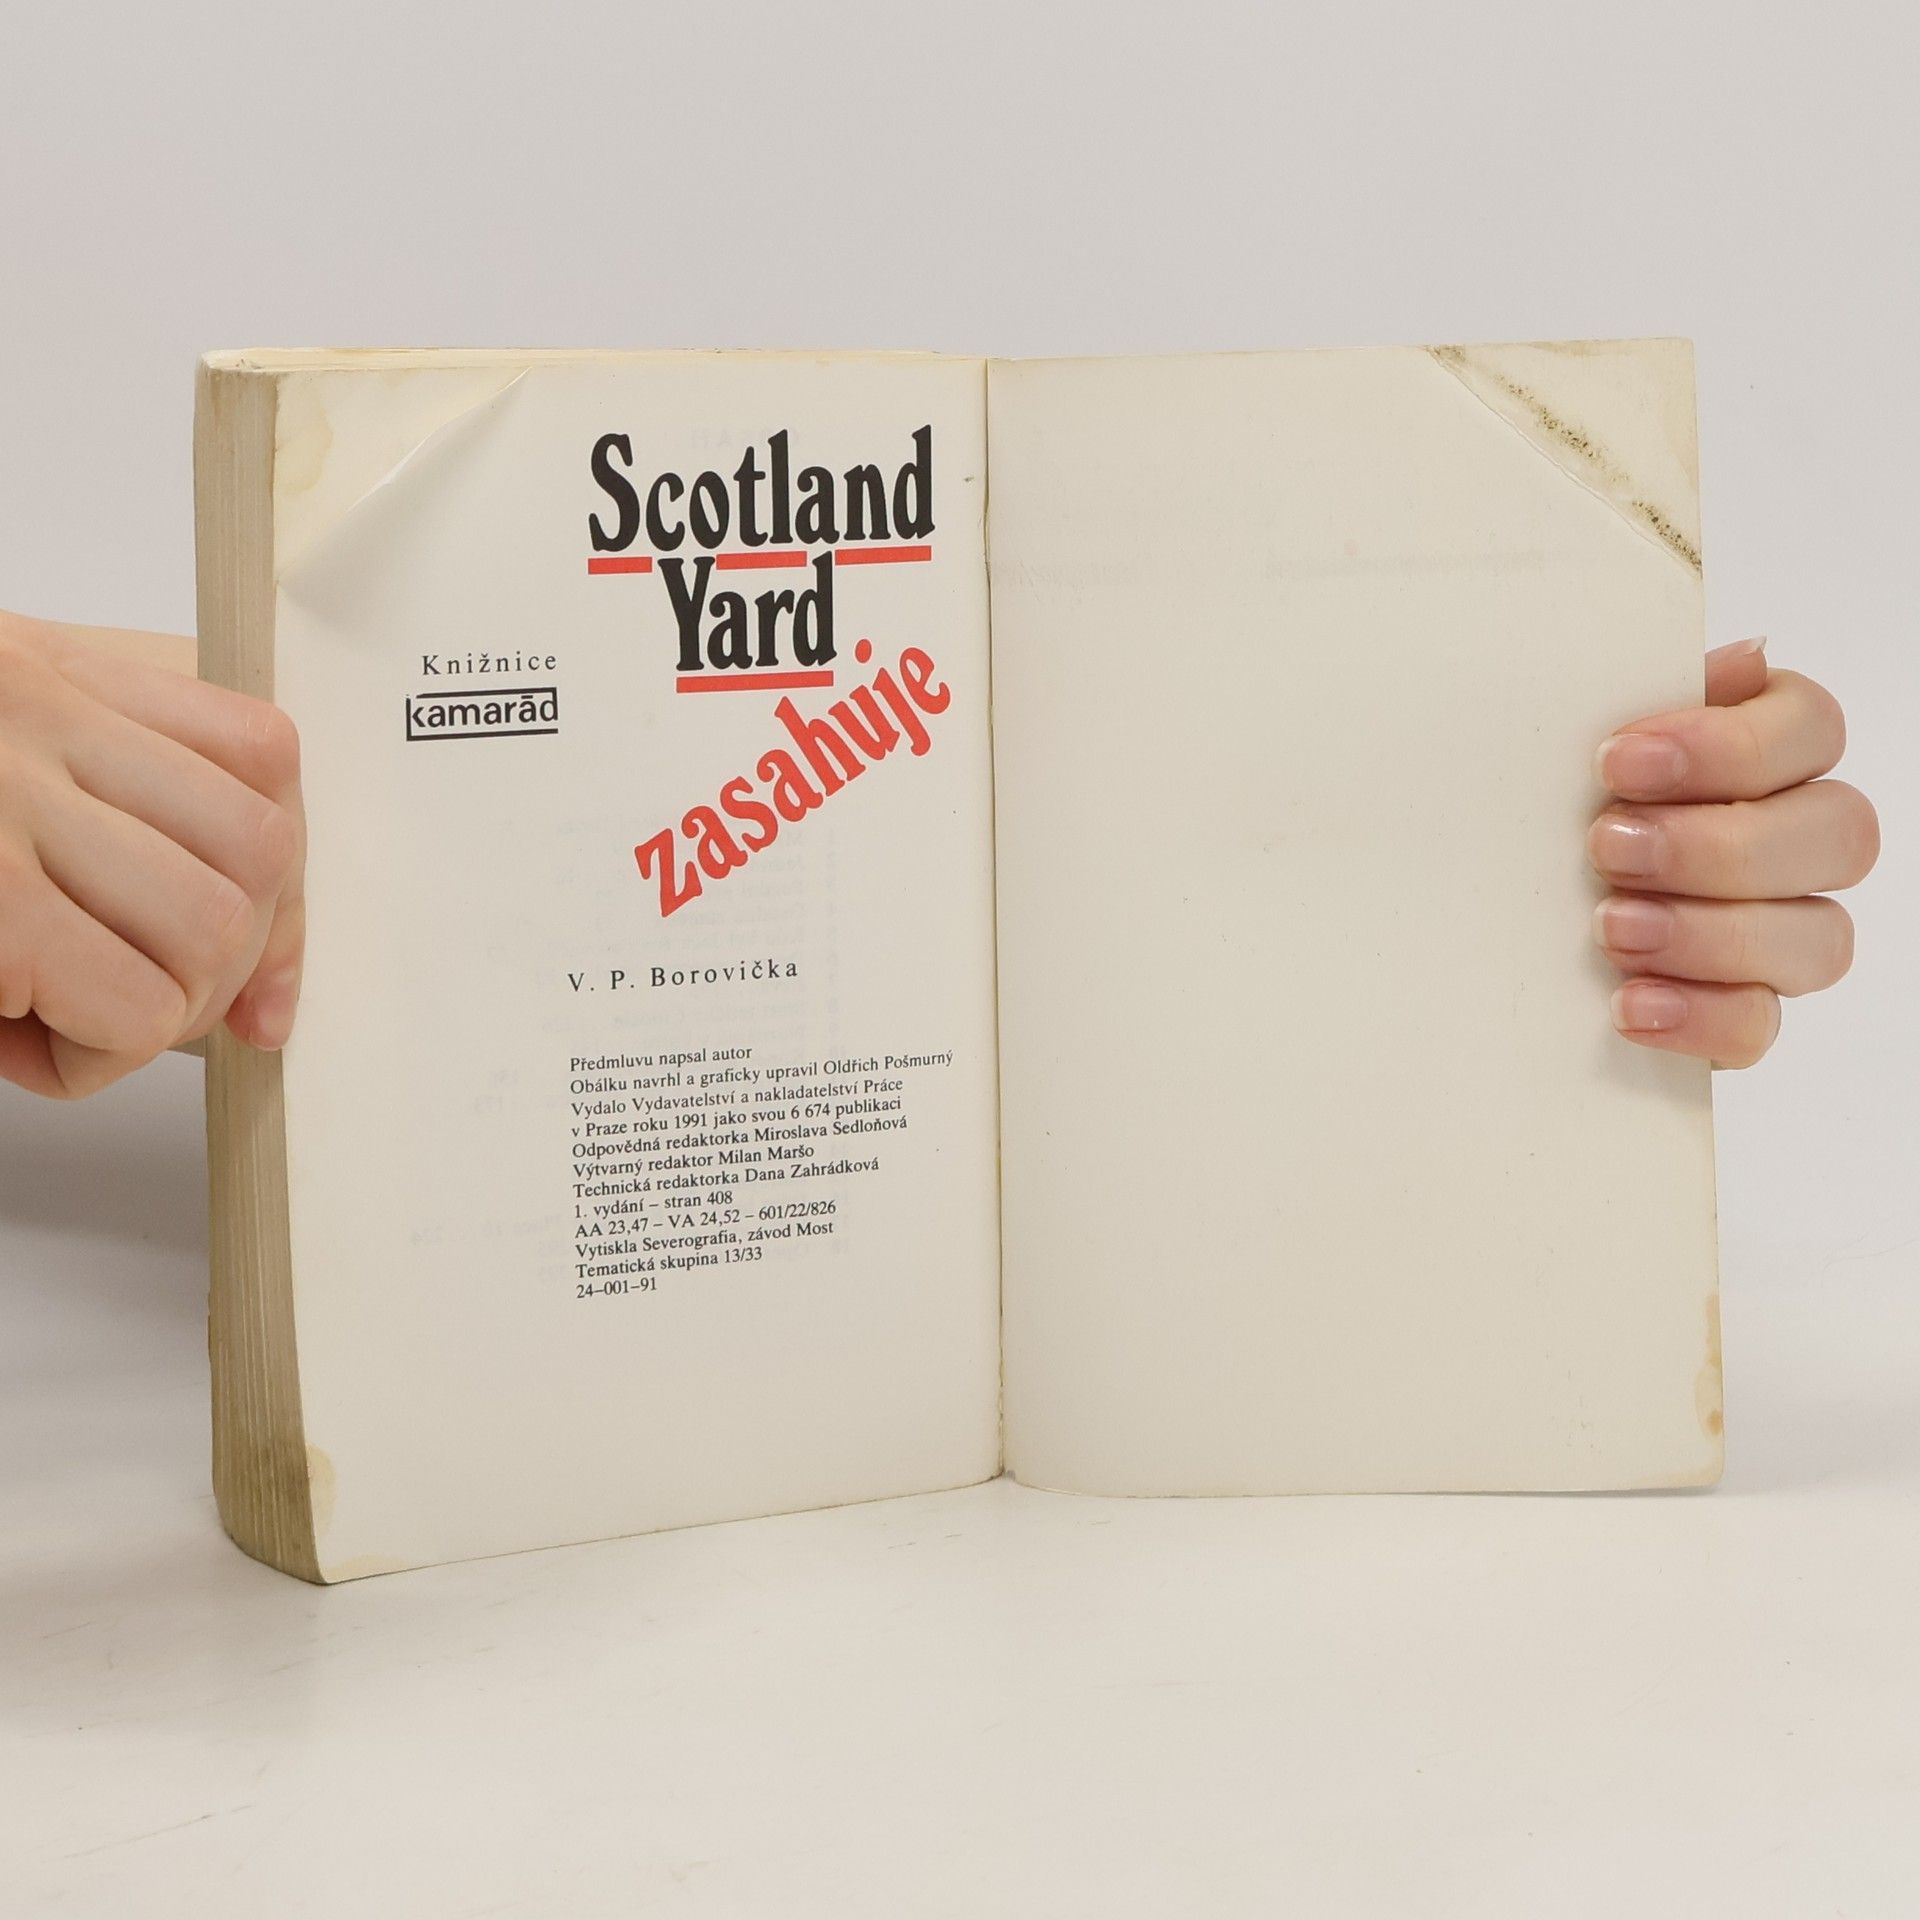 Scotland
Yard
zasahuje
Knižnice
kamarád
V. P. Borovička
Předmluvu napsal autor
Obálku navrhl a graficky upravil Oldřich Pošmurný
Vydalo Vydavatelství a nakladatelství Práce
v Praze roku 1991 jako svou 6 674 publikaci
Odpovědná redaktorka Miroslava Sedloňová
Výtvarný redaktor Milan Maršo
Technická redaktorka Dana Zahrádková
1. vydání – stran 408
AA 23,47 – VA 24,52 – 601/22/826
Vytiskla Severografia, závod Most
Tematická skupina 13/33
24–001–91